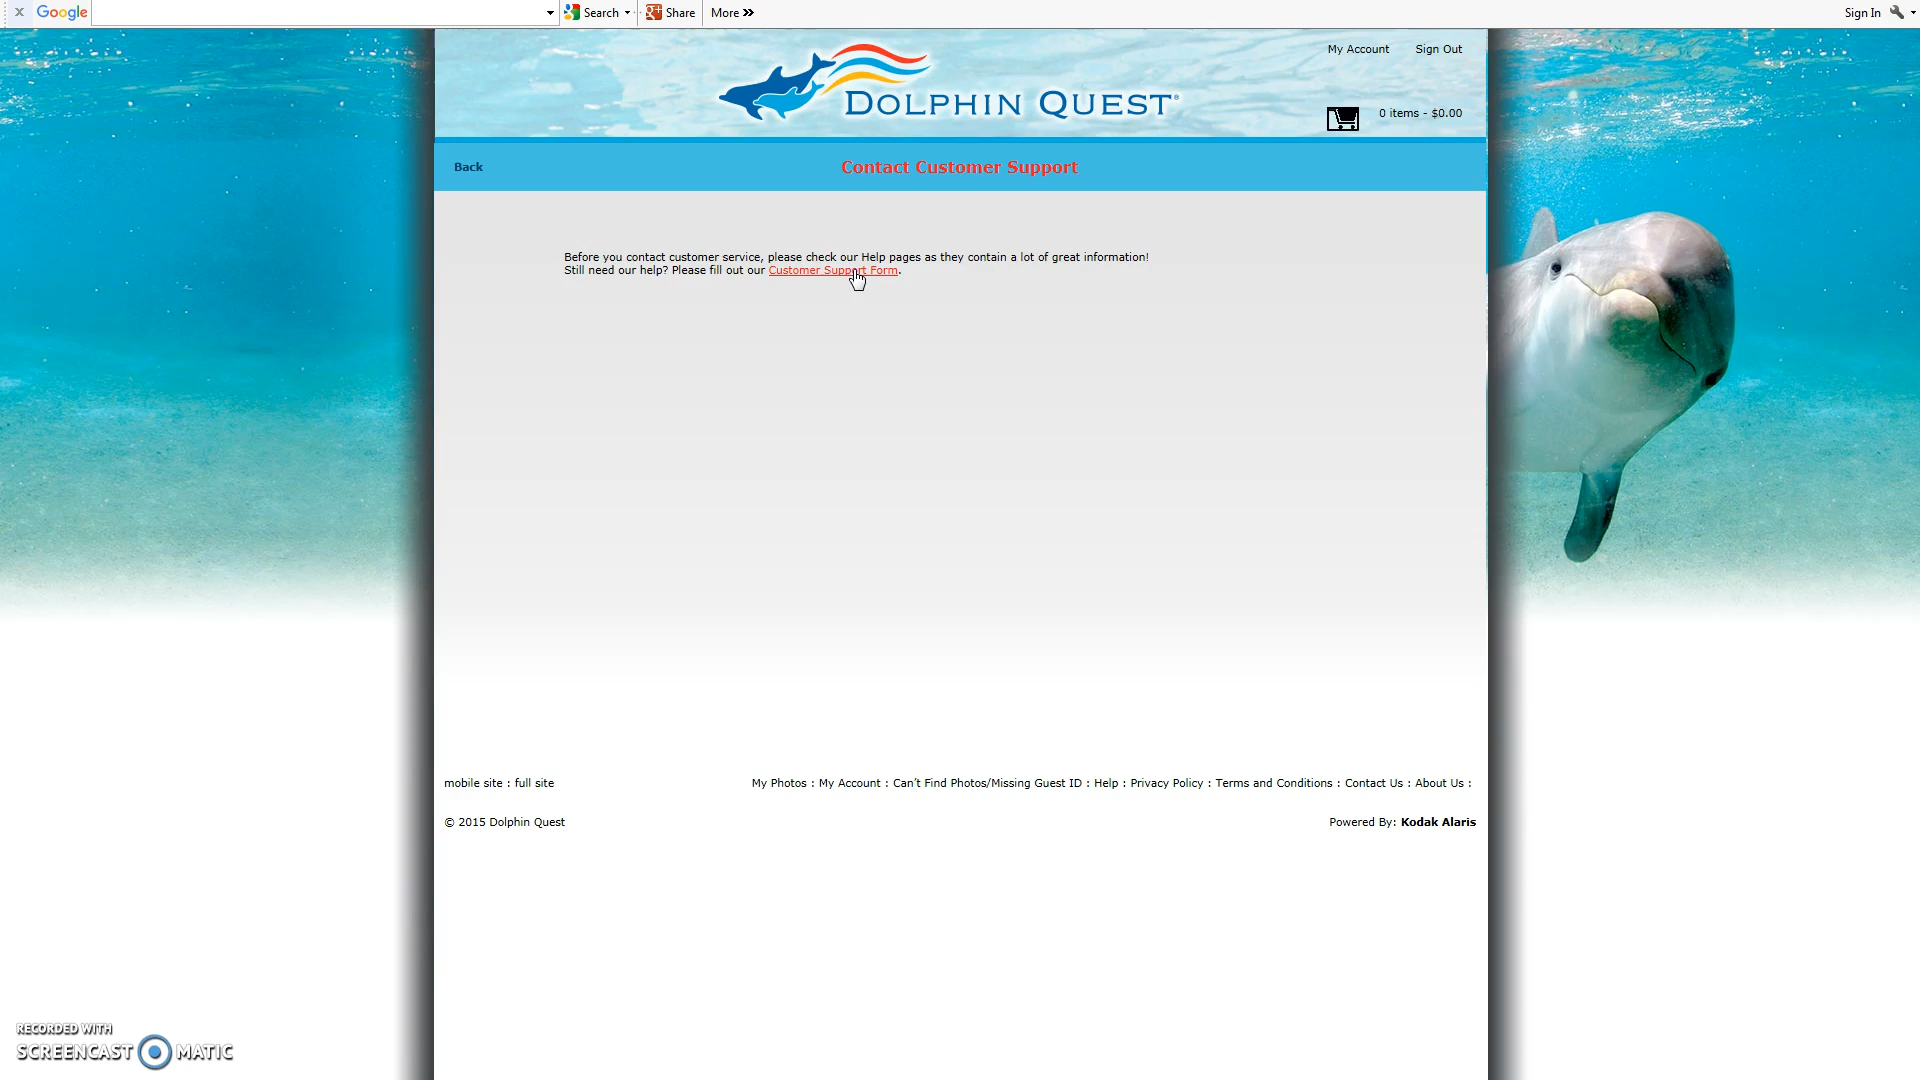 X Google Search Share More Sign In
My Account Sign Out
DOLPHIN QUEST®
0 items - $0.00
Back Contact Customer Support
Before you contact customer service, please check our Help pages as they contain a lot of great information!
Still need our help? Please fill out our Customer Support Form.
mobile site : full site My Photos : My Account : Can't Find Photos/Missing Guest ID : Help : Privacy Policy : Terms and Conditions : Contact Us : About Us :
© 2015 Dolphin Quest Powered By: Kodak Alaris
RECORDED WITH
SCREENCAST MATIC